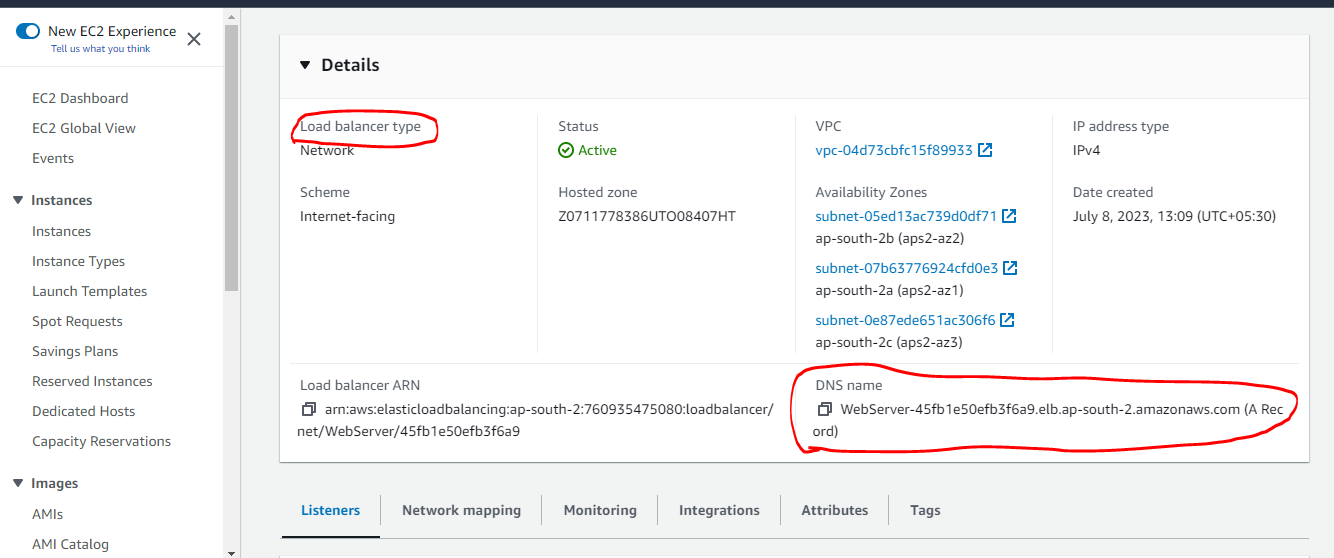 New EC2 Experience
Tell us what you think
EC2 Dashboard
EC2 Global View
Events
Instances
Instances
Instance Types
Launch Templates
Spot Requests
Savings Plans
Reserved Instances
Dedicated Hosts
Capacity Reservations
Images
AMIs
AMI Catalog
Details
Load balancer type
Network
Status
Active
VPC
vpc-04d73cbfc15f89933
IP address type
IPv4
Scheme
Internet-facing
Hosted zone
Z0711778386UTO08407HT
Availability Zones
subnet-05ed13ac739d0df71
ap-south-2b (aps2-az2)
subnet-07b63776924cfd0e3
ap-south-2a (aps2-az1)
subnet-0e87ede651ac306f6
ap-south-2c (aps2-az3)
Date created
July 8, 2023, 13:09 (UTC+05:30)
Load balancer ARN
arn:aws:elasticloadbalancing:ap-south-2:760935475080:loadbalancer/
net/WebServer/45fb1e50efb3f6a9
DNS name
WebServer-45fb1e50efb3f6a9.elb.ap-south-2.amazonaws.com (A Rec
ord)
Listeners
Network mapping
Monitoring
Integrations
Attributes
Tags